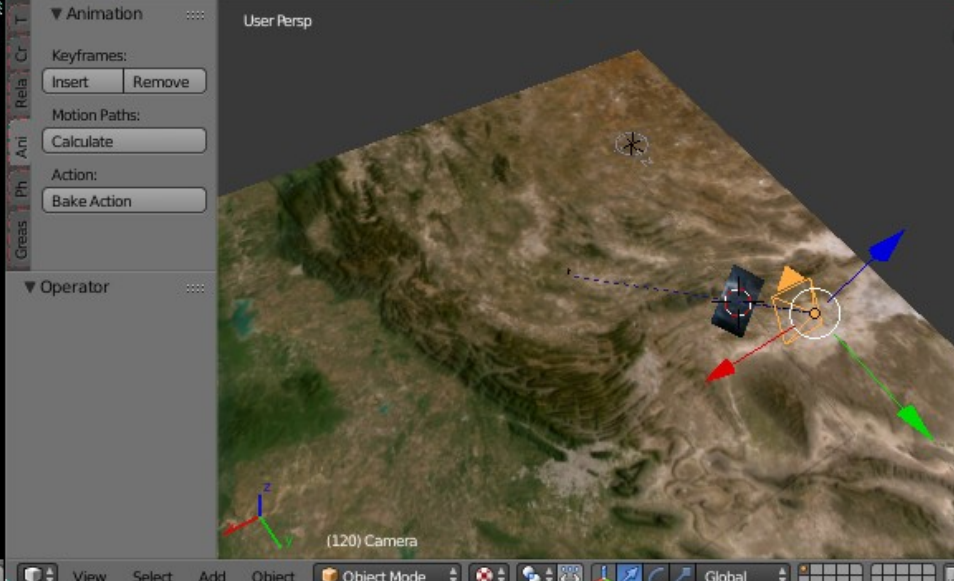 Animation
User Persp
Keyframes:
Insert Remove
Motion Paths:
Calculate
Action:
Bake Action
Operator
T
Cr
Rela
Ani
Ph
Greas
z
y
(120) Camera
View Select Add Object Object Mode Global